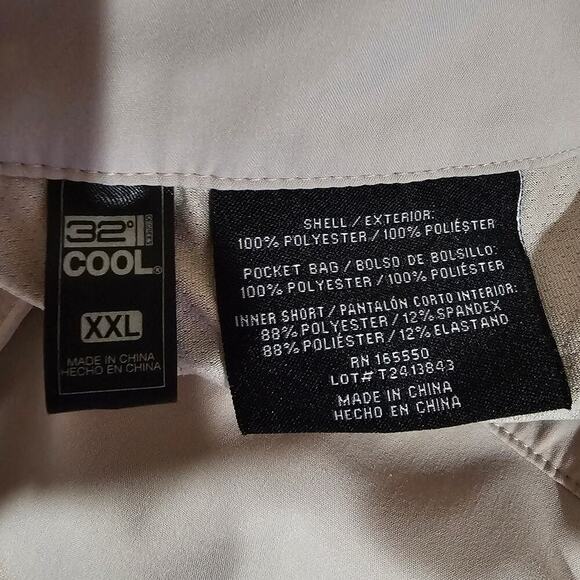 32°
COOL®
XXL
MADE IN CHINA
HECHO EN CHINA
SHELL / EXTERIOR:
100% POLYESTER / 100% POLIÉSTER
POCKET BAG / BOLSO DE BOLSILLO:
100% POLYESTER / 100% POLIÉSTER
INNER SHORT / PANTALÓN CORTO INTERIOR:
88% POLYESTER / 12% SPANDEX
88% POLIÉSTER / 12% ELASTANO
RN 165550
LOT# T2413843
MADE IN CHINA
HECHO EN CHINA